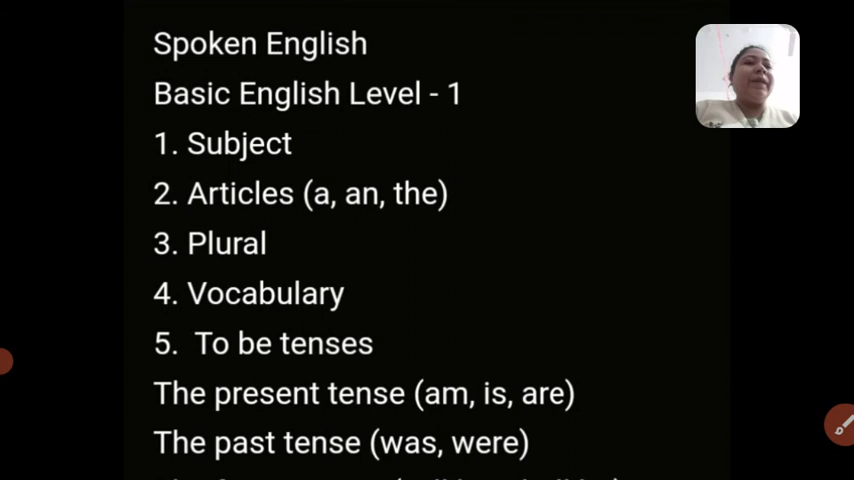 Spoken English
Basic English Level - 1
1. Subject
2. Articles (a, an, the)
3. Plural
4. Vocabulary
5. To be tenses
The present tense (am, is, are)
The past tense (was, were)